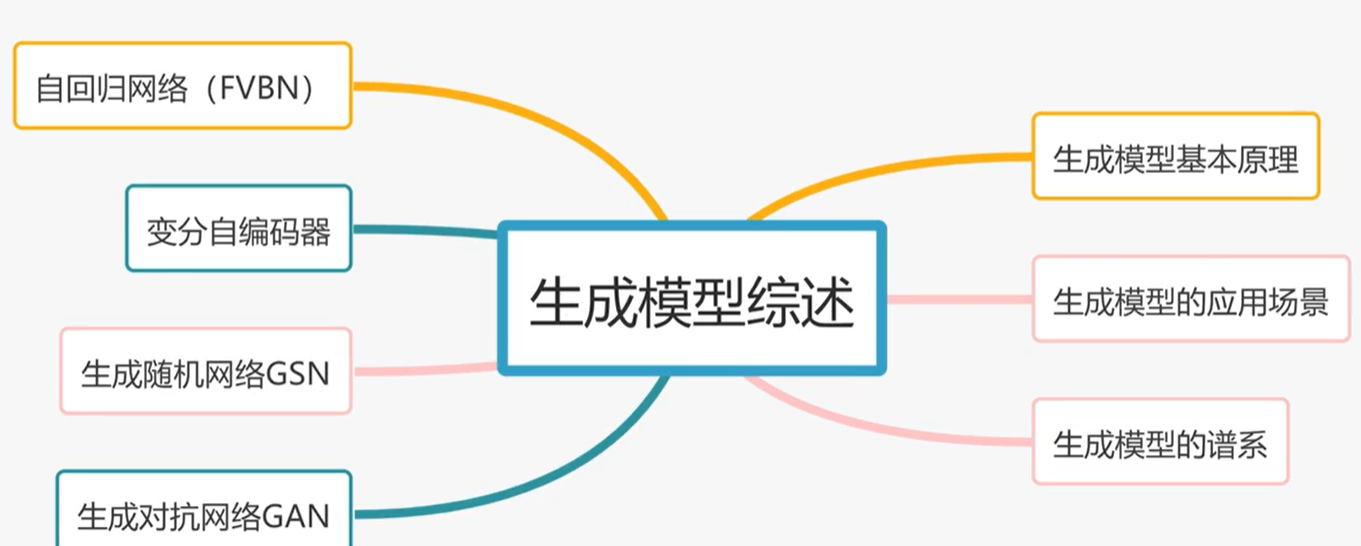 自回归网络（FVBN）
变分自编码器
生成随机网络GSN
生成对抗网络GAN
生成模型综述
生成模型基本原理
生成模型的应用场景
生成模型的谱系